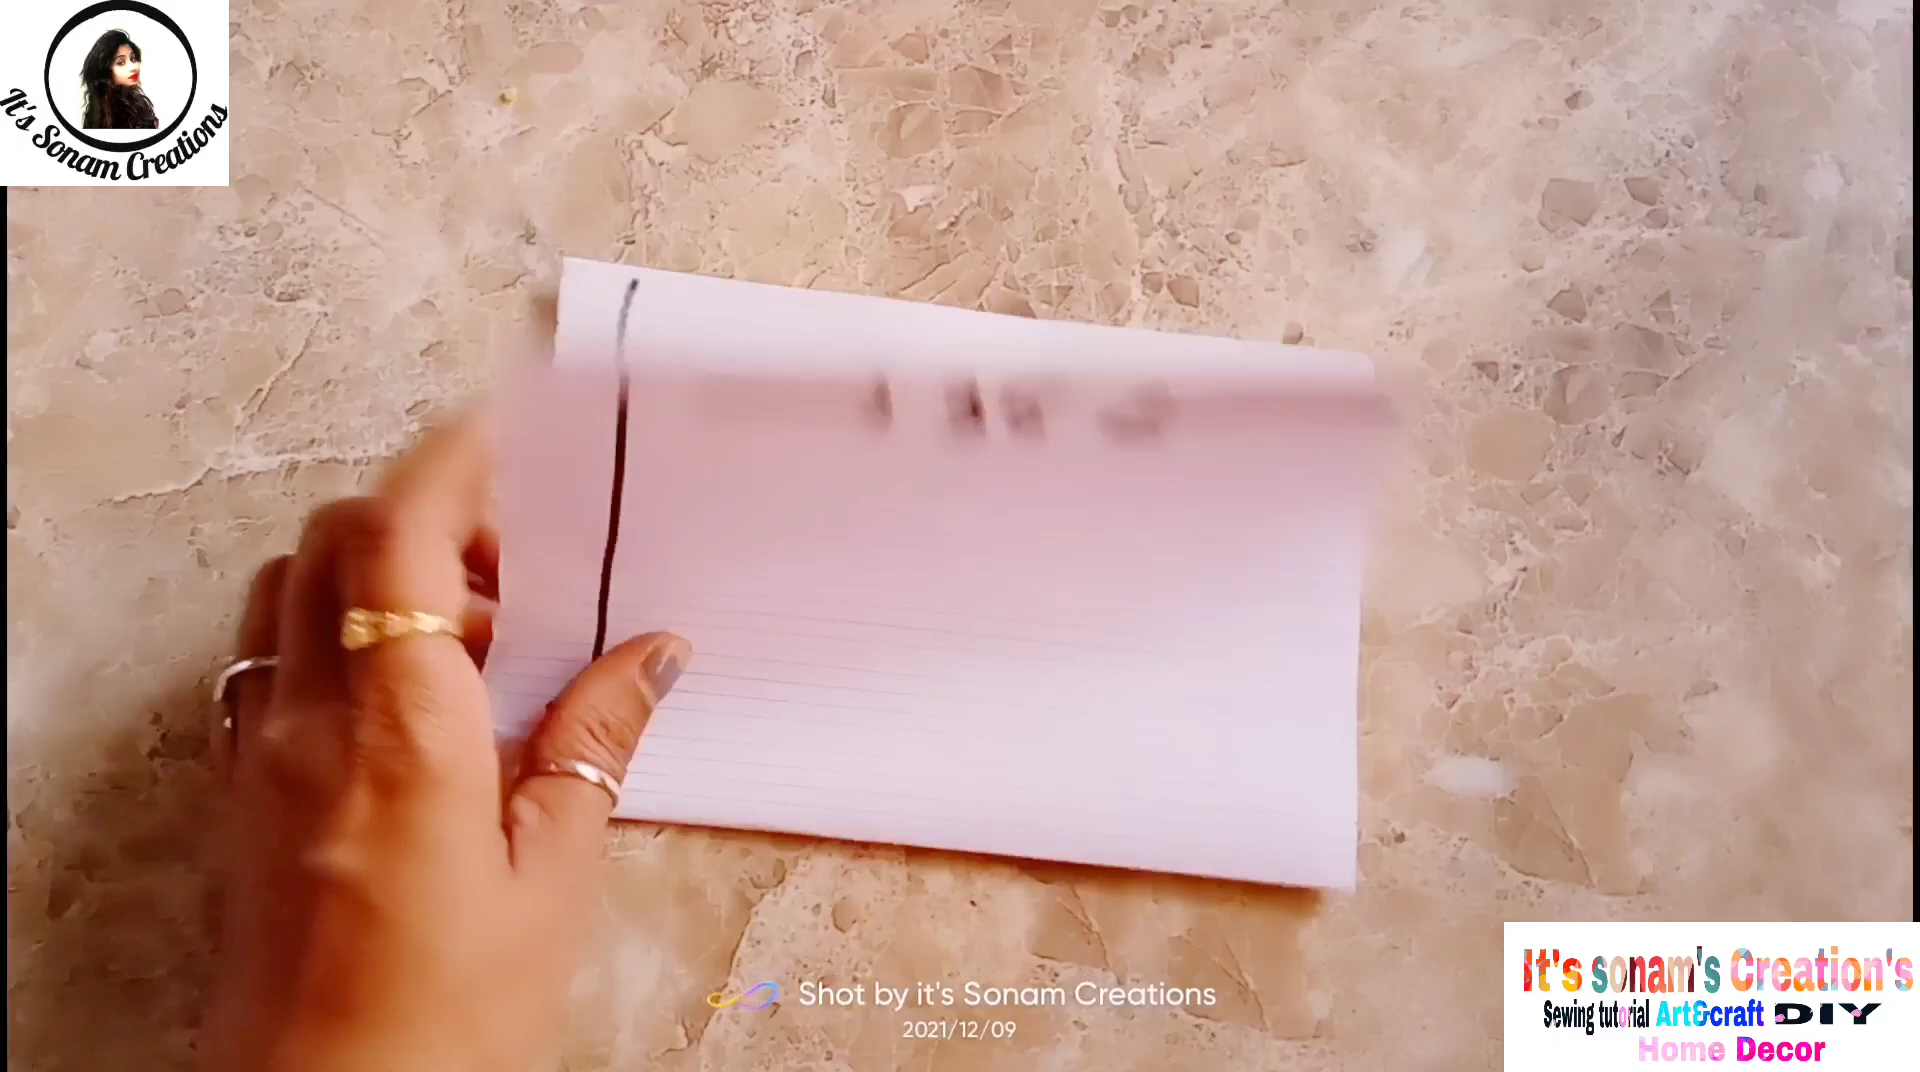 It's Sonam Creations
Shot by it's Sonam Creations
2021/12/09
It's sonam's Creation's
Sewing tutorial Art&craft DIY
Home Decor